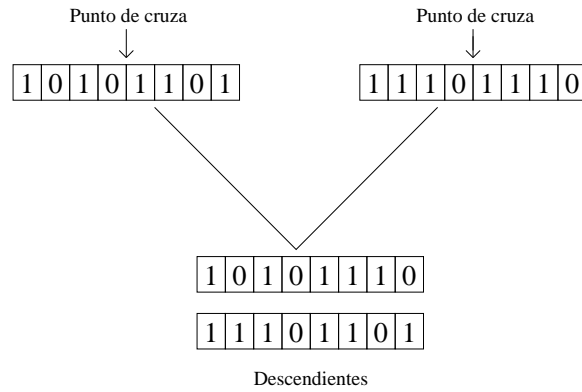 Punto de cruza
Punto de cruza
1 0 1 0 1 1 0 1
1 1 1 0 1 1 1 0
1 0 1 0 1 1 1 0
1 1 1 0 1 1 0 1
Descendientes